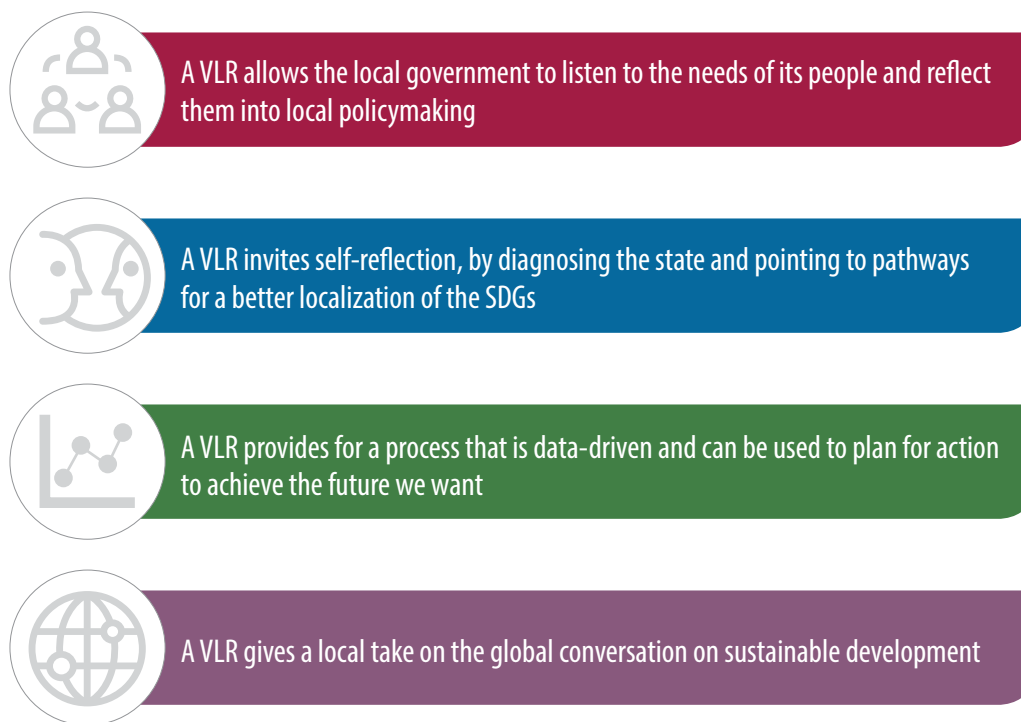 A VLR allows the local government to listen to the needs of its people and reflect
them into local policymaking
A VLR invites self-reflection, by diagnosing the state and pointing to pathways
for a better localization of the SDGs
A VLR provides for a process that is data-driven and can be used to plan for action
to achieve the future we want
A VLR gives a local take on the global conversation on sustainable development